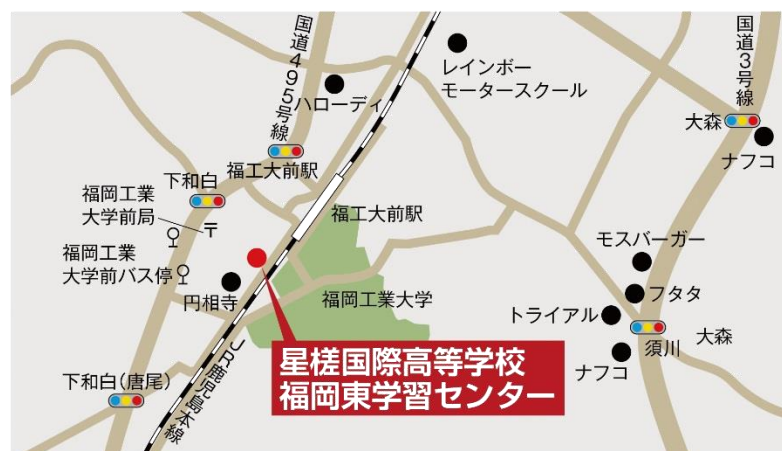 国道495号線
ハローディ
レインボー
モータースクール
国道3号線
大森
ナフコ
福工大前駅
下和白
福岡工業
大学前局
〒
福工大前駅
福岡工業
大学前バス停
円相寺
福岡工業大学
モスバーガー
フタタ
トライアル
須川
大森
ナフコ
下和白(唐尾)
JR鹿児島本線
星槎国際高等学校
福岡東学習センター